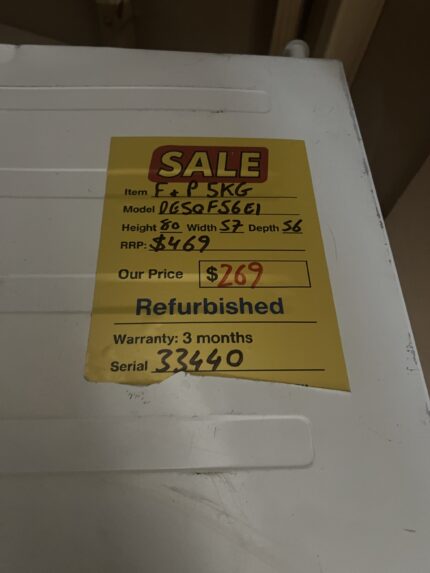 SALE
Item F & P 5KG
Model DE50F56E1
Height 80 Width 57 Depth 56
RRP: $469
Our Price $269
Refurbished
Warranty: 3 months
Serial 33440